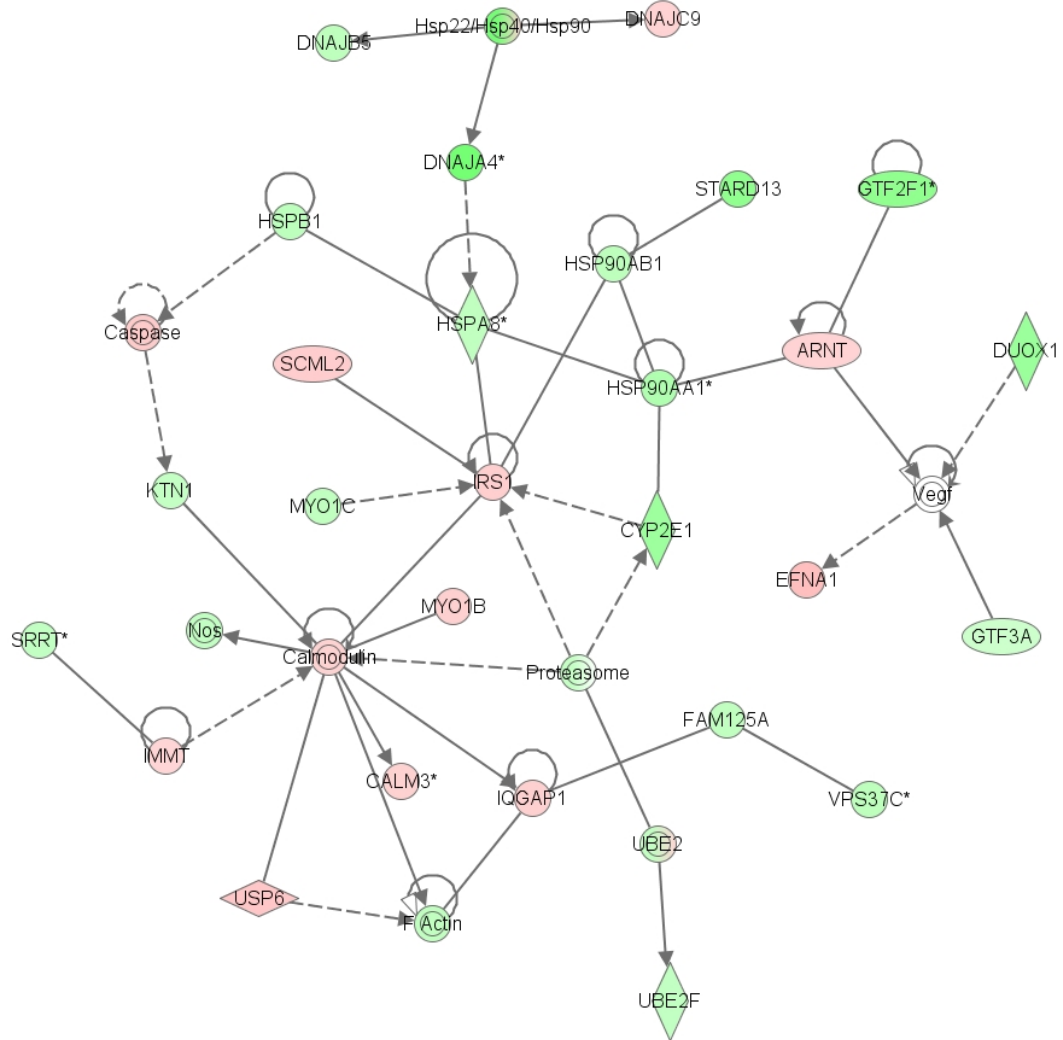 Hsp22/Hsp40/Hsp90
DNAJC9
DNAJB5
DNAJA4*
STARD13
GTF2F1*
HSPB1
HSP90AB1
Caspase
HSPA8*
SCML2
ARNT
DUOX1
HSP90AA1*
IRS1
KTN1
MYO1C
Vegf
CYP2E1
EFNA1
MYO1B
SRRT*
Nos
GTF3A
Calmodulin
Proteasome
FAM125A
IMMT
CALM3*
IQGAP1
VPS37C*
UBE2
USP6
F Actin
UBE2F